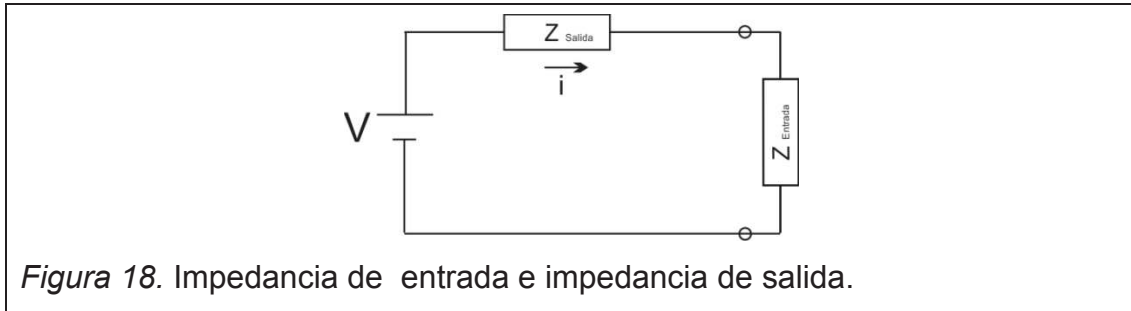 Z Salida
i
V
Z Entrada
Figura 18. Impedancia de entrada e impedancia de salida.